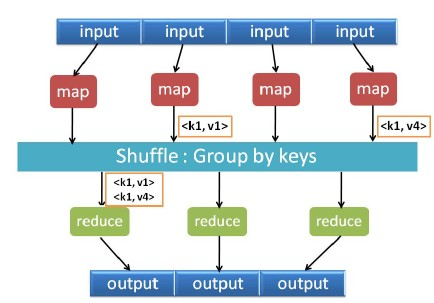 input input input input
map map map map
<k1, v1> <k1, v4>
Shuffle : Group by keys
<k1, v1>
<k1, v4>
reduce reduce reduce
output output output